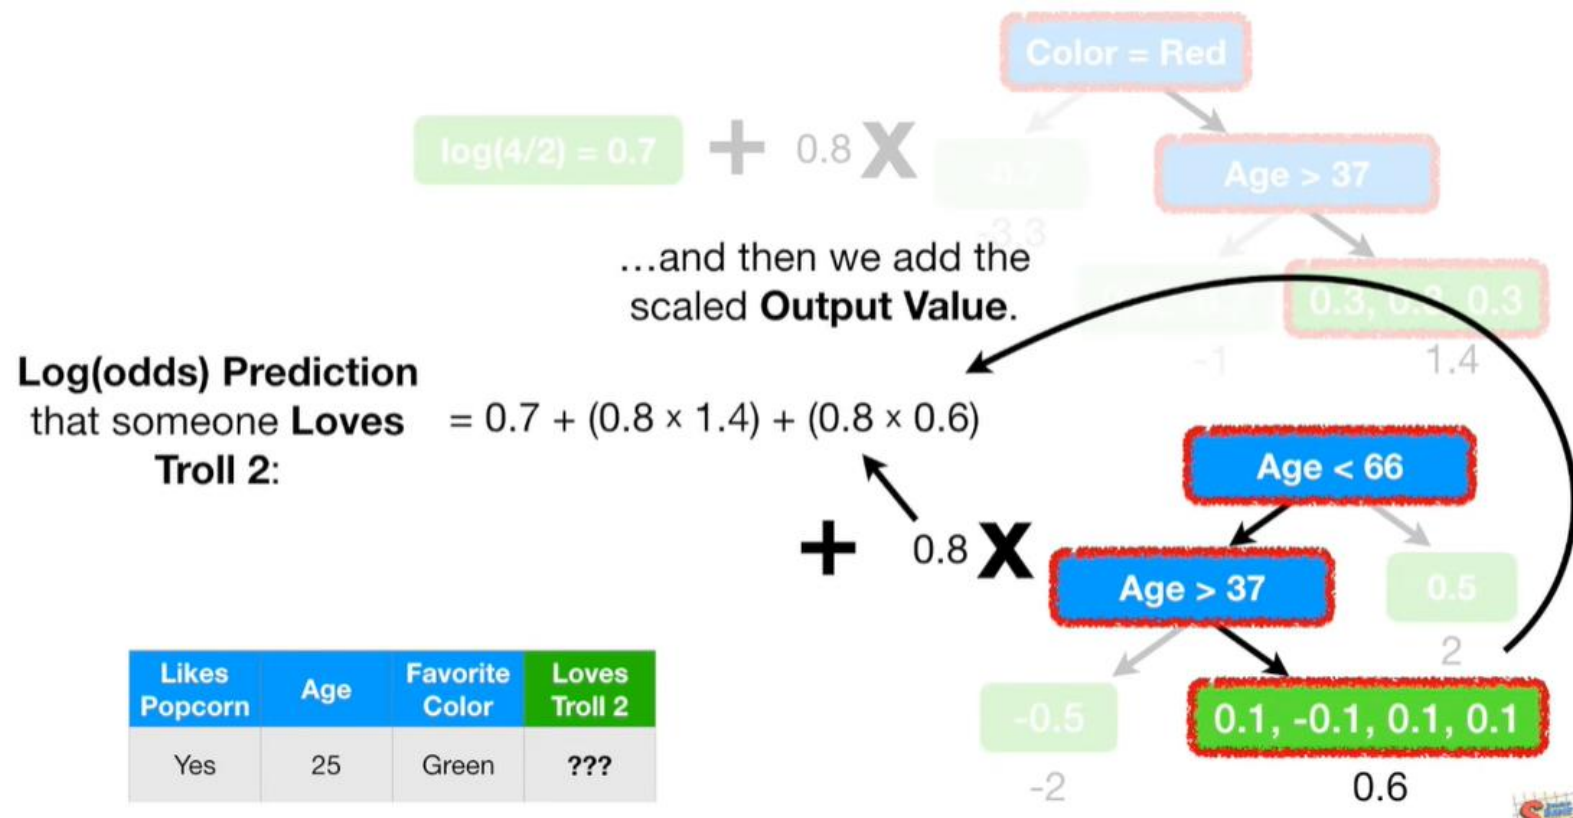 Color = Red
log(4/2) = 0.7 + 0.8 X
Age > 37
-3.3
…and then we add the
scaled Output Value.
0.3, 0.3
-1
1.4
Log(odds) Prediction
that someone Loves
Troll 2:
= 0.7 + (0.8 × 1.4) + (0.8 × 0.6)
Age < 66
+ 0.8 X
Age > 37
0.5
2
-0.5
0.1, -0.1, 0.1, 0.1
-2
0.6
Likes Popcorn Age Favorite Color Loves Troll 2
Yes 25 Green ???